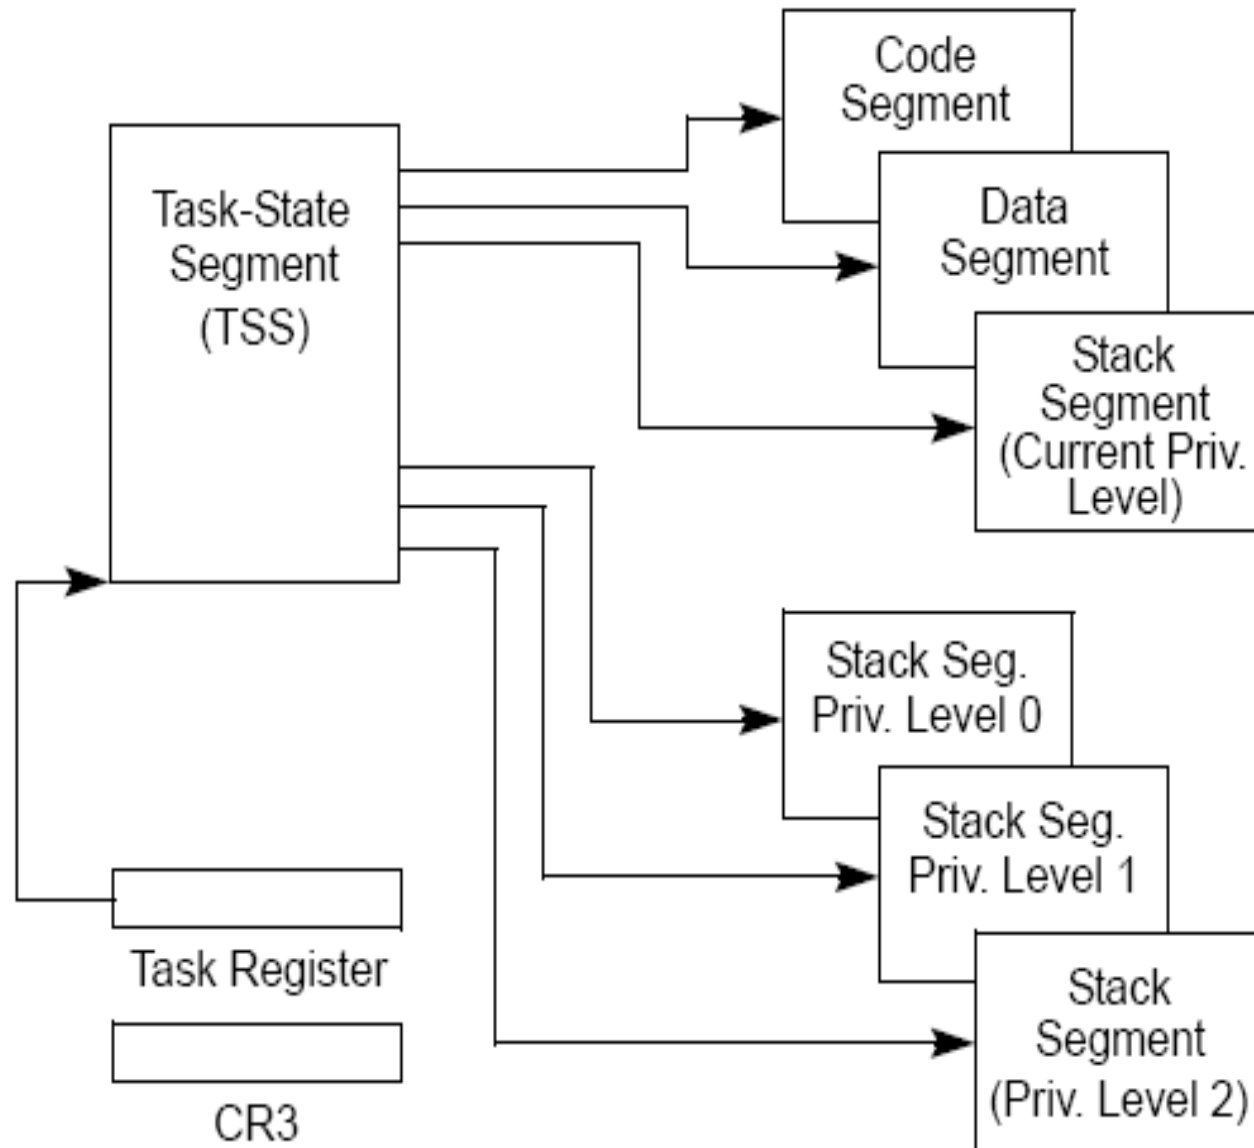 Code
Segment
Task-State
Segment
(TSS)
Data
Segment
Stack
Segment
(Current Priv.
Level)
Stack Seg.
Priv. Level 0
Stack Seg.
Priv. Level 1
Task Register
Stack
Segment
(Priv. Level 2)
CR3